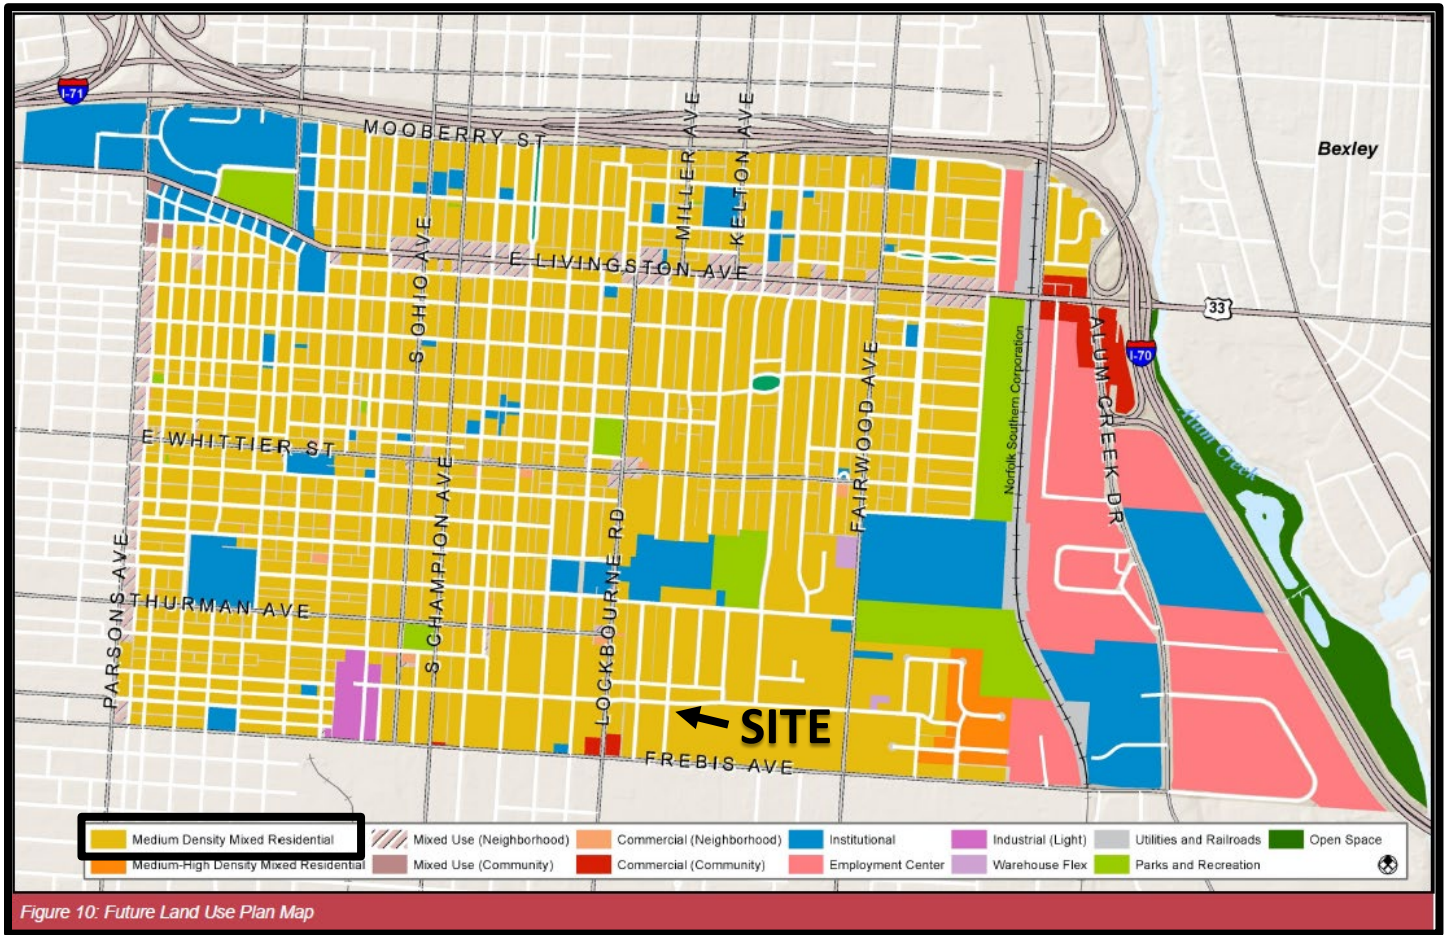 I-71
MOOBERRY ST
MILLER AVE
KELTON AVE
Bexley
S OHIO AVE
E LIVINGSTON AVE
33
I-70
Norfolk Southern Corporation
ALUM CREEK DR
FAIRWOOD AVE
Alum Creek
E WHITTIER ST
S CHAMPION AVE
LOCKBOURNE RD
PARSONS AVE
THURMAN AVE
SITE
FREBIS AVE
Medium Density Mixed Residential
Mixed Use (Neighborhood)
Commercial (Neighborhood)
Institutional
Industrial (Light)
Utilities and Railroads
Open Space
Medium-High Density Mixed Residential
Mixed Use (Community)
Commercial (Community)
Employment Center
Warehouse Flex
Parks and Recreation
Figure 10: Future Land Use Plan Map